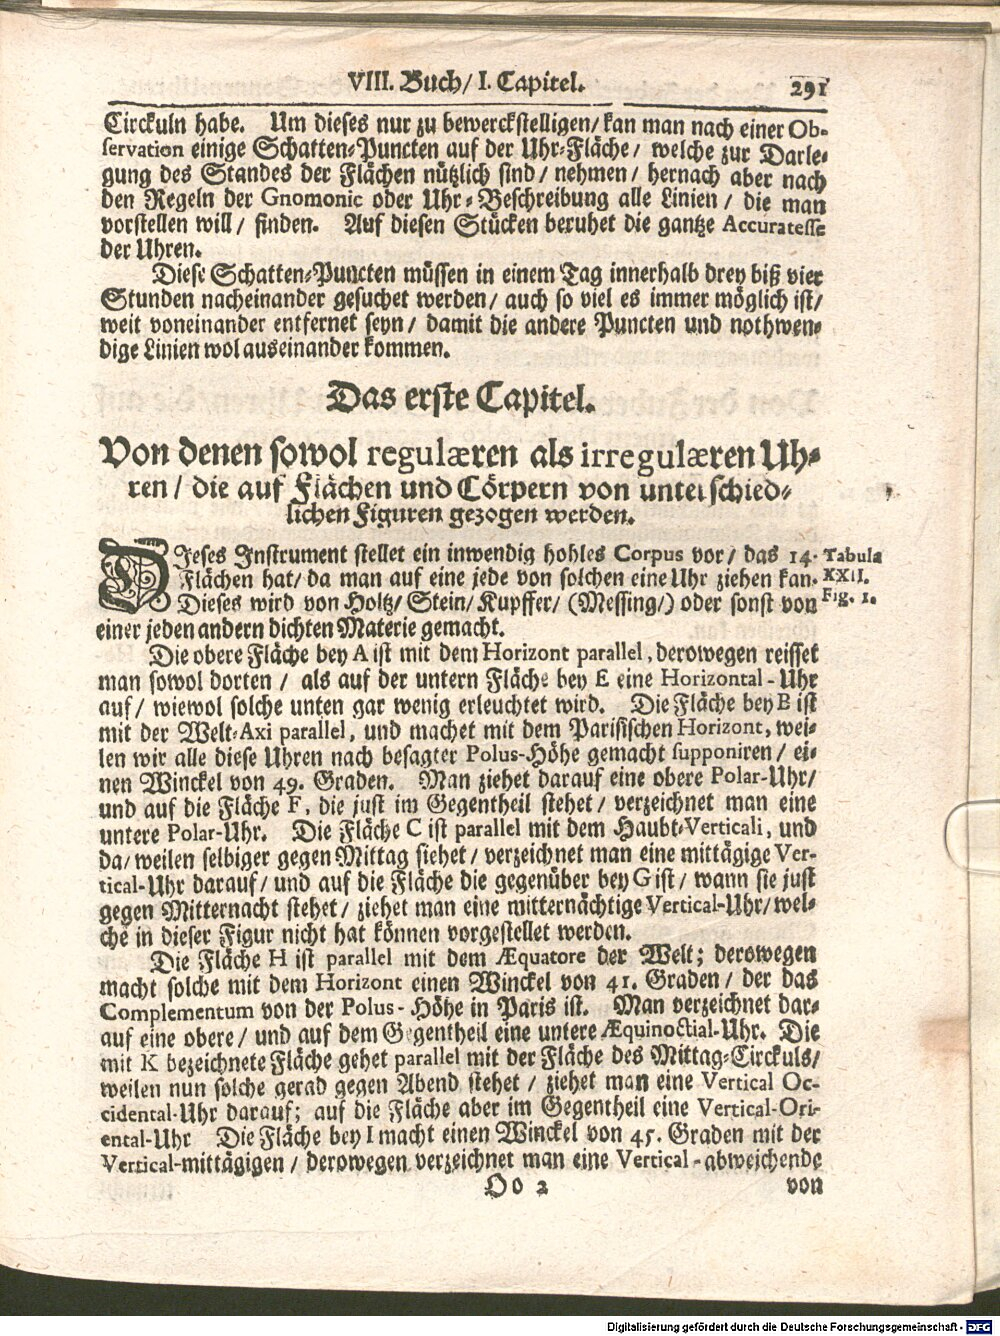 VIII. Buch/ I. Capitel. 291
Circkuln habe. Um dieses nur zu bewerckstelligen/ kan man nach einer Ob-
servation einige Schatten-Puncten auf der Uhr-Fläche/ welche zur Darle-
gung des Standes der Flächen nützlich sind/ nehmen/ hernach aber nach
den Regeln der Gnomonic oder Uhr-Beschreibung alle Linien/ die man
vorstellen will/ finden. Auf diesen Stücken beruhet die gantze Accuratesse
der Uhren.
Diese Schatten-Puncten müssen in einem Tag innerhalb drey biß vier
Stunden nacheinander gesuchet werden/ auch so viel es immer möglich ist/
weit voneinander entfernet seyn/ damit die andere Puncten und nothwen-
dige Linien wol auseinander kommen.
Das erste Capitel.
Von denen sowol regulæren als irregulæren Uh-
ren/ die auf Flächen und Cörpern von unterschied-
lichen Figuren gezogen werden.
DIeses Instrument stellet ein inwendig hohles Corpus vor/ das 14. Tabula
Flächen hat/ da man auf eine jede von solchen eine Uhr ziehen kan. XXII.
Dieses wird von Holtz/ Stein/ Kupffer/ (Messing/) oder sonst von Fig. 1.
einer jeden andern dichten Materie gemacht.
Die obere Fläche bey A ist mit dem Horizont parallel, derowegen reisset
man sowol dorten/ als auf der untern Fläche bey E eine Horizontal-Uhr
auf/ wiewol solche unten gar wenig erleuchtet wird. Die Fläche bey B ist
mit der Welt-Axi parallel, und machet mit dem Parisischen Horizont, wei-
len wir alle diese Uhren nach besagter Polus-Höhe gemacht supponiren/ ei-
nen Winckel von 49. Graden. Man ziehet darauf eine obere Polar-Uhr/
und auf die Fläche F, die just im Gegentheil stehet/ verzeichnet man eine
untere Polar-Uhr. Die Fläche C ist parallel mit dem Haubt-Verticali, und
da/ weilen selbiger gegen Mittag stehet/ verzeichnet man eine mittägige Ver-
tical-Uhr darauf/ und auf die Fläche die gegenüber bey G ist/ wann sie just
gegen Mitternacht stehet/ ziehet man eine mitternächtige Vertical-Uhr/ wel-
che in dieser Figur nicht hat können vorgestellet werden.
Die Fläche H ist parallel mit dem Æquatore der Welt; derowegen
macht solche mit dem Horizont einen Winckel von 41. Graden/ der das
Complementum von der Polus-Höhe in Paris ist. Man verzeichnet dar-
auf eine obere/ und auf dem Gegentheil eine untere Æquinoctial-Uhr. Die
mit K bezeichnete Fläche gehet parallel mit der Fläche des Mittag-Circkuls/
weilen nun solche gerad gegen Abend stehet/ ziehet man eine Vertical Oc-
cidental-Uhr darauf; auf die Fläche aber im Gegentheil eine Vertical-Ori-
ental-Uhr Die Fläche bey I macht einen Winckel von 45. Graden mit der
Vertical-mittägigen/ derowegen verzeichnet man eine Vertical-abweichende
Oo 2 von
Digitalisierung gefördert durch die Deutsche Forschungsgemeinschaft - DFG